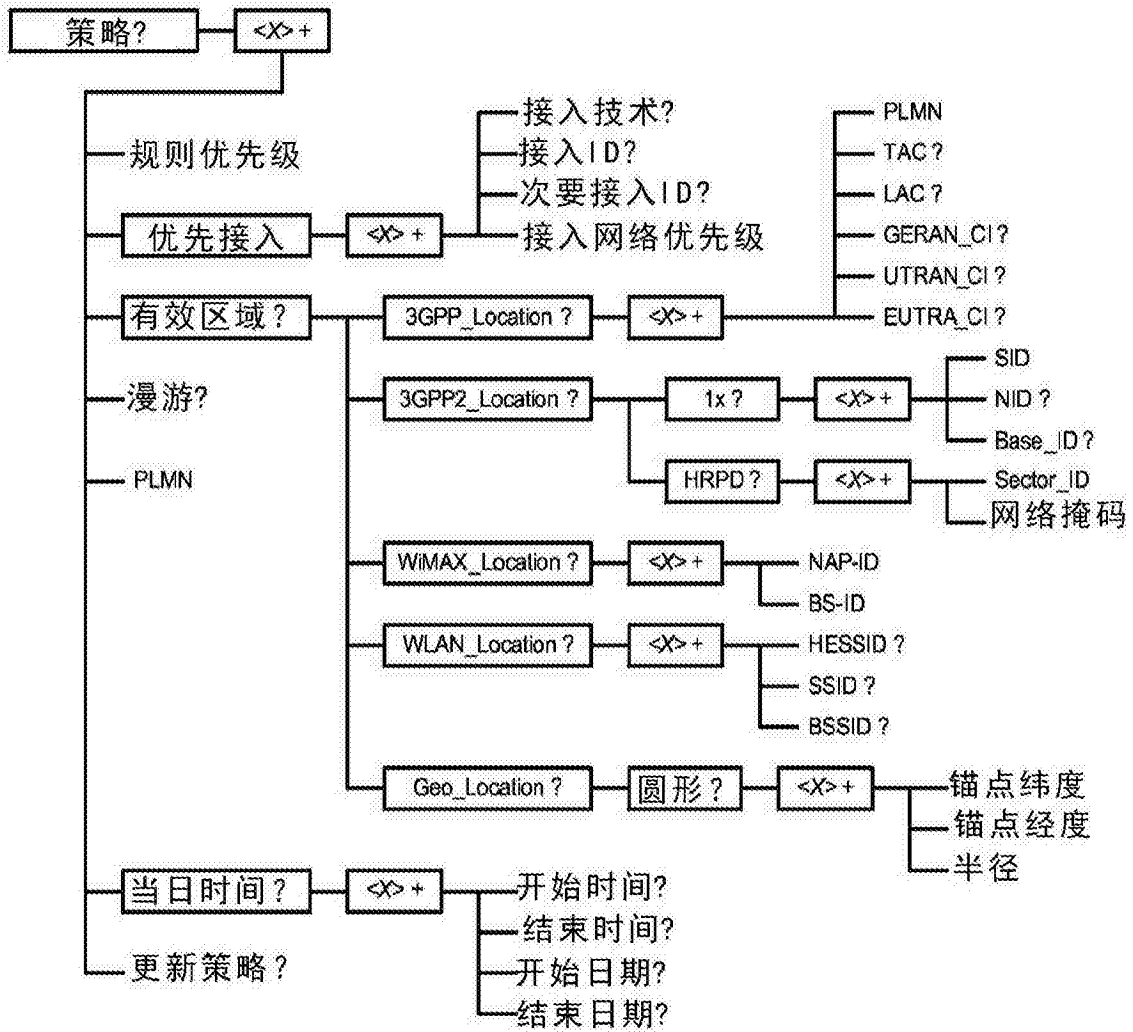 策略?
<X> +
规则优先级
优先接入
<X> +
接入技术?
接入ID?
次要接入ID?
接入网络优先级
有效区域?
3GPP_Location ?
<X> +
PLMN
TAC ?
LAC ?
GERAN_CI ?
UTRAN_CI ?
EUTRA_CI ?
3GPP2_Location ?
1x ?
<X> +
SID
NID ?
Base_ID ?
HRPD ?
<X> +
Sector_ID
网络掩码
WiMAX_Location ?
<X> +
NAP-ID
BS-ID
WLAN_Location ?
<X> +
HESSID ?
SSID ?
BSSID ?
Geo_Location ?
圆形?
<X> +
锚点纬度
锚点经度
半径
漫游?
PLMN
当日时间?
<X> +
开始时间?
结束时间?
开始日期?
结束日期?
更新策略?